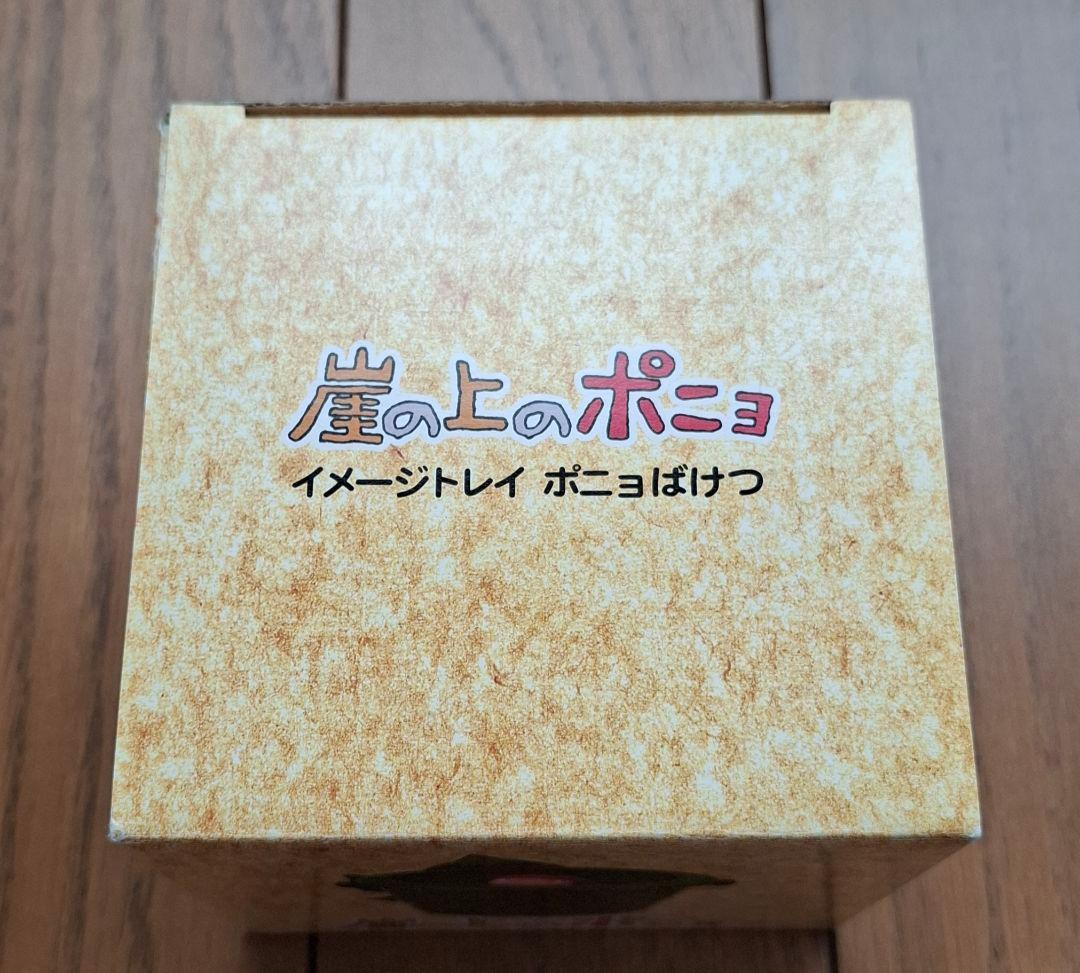 崖の上のポニョ
イメージトレイ ポニョばけつ